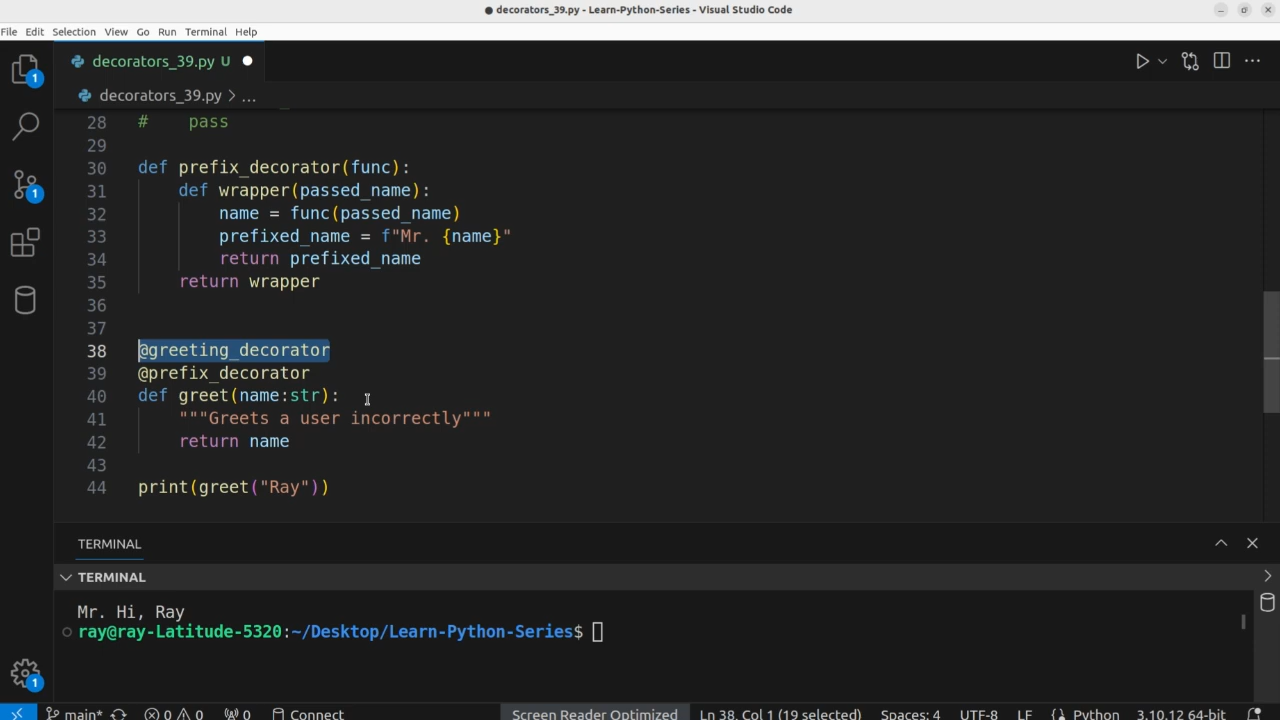 ● decorators_39.py - Learn-Python-Series - Visual Studio Code
File Edit Selection View Go Run Terminal Help
decorators_39.py U ●
decorators_39.py > ...
28 # pass
29
30 def prefix_decorator(func):
31 def wrapper(passed_name):
32 name = func(passed_name)
33 prefixed_name = f"Mr. {name}"
34 return prefixed_name
35 return wrapper
36
37
38 @greeting_decorator
39 @prefix_decorator
40 def greet(name:str):
41 """Greets a user incorrectly"""
42 return name
43
44 print(greet("Ray"))
1
1
1
TERMINAL
TERMINAL
Mr. Hi, Ray
ray@ray-Latitude-5320:~/Desktop/Learn-Python-Series$
main* 0 0 0 Connect Screen Reader Optimized Ln 38, Col 1 (19 selected) Spaces: 4 UTF-8 LF Python 3.10.12 64-bit